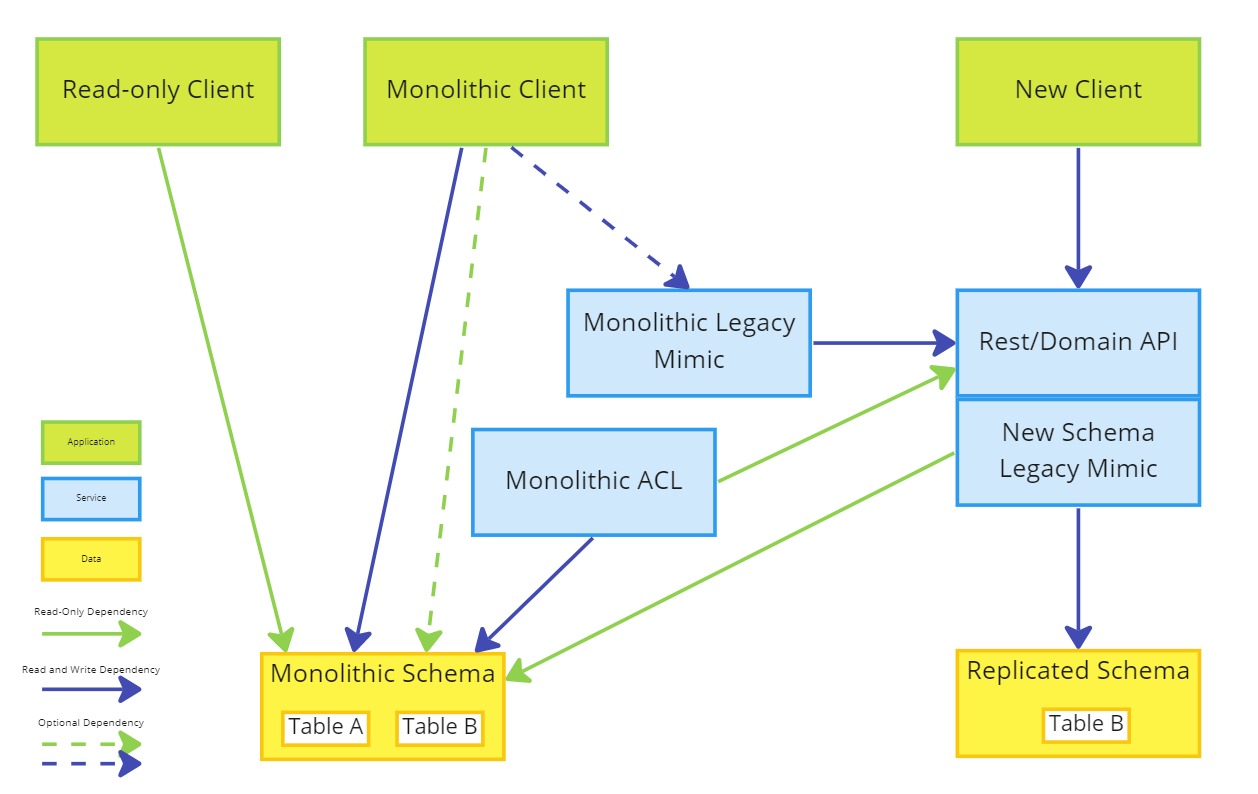 Read-only Client
Monolithic Client
New Client
Monolithic Legacy
Mimic
Rest/Domain API
Monolithic ACL
New Schema
Legacy Mimic
Application
Service
Data
Read-Only Dependency
Read and Write Dependency
Optional Dependency
Monolithic Schema
Table A
Table B
Replicated Schema
Table B